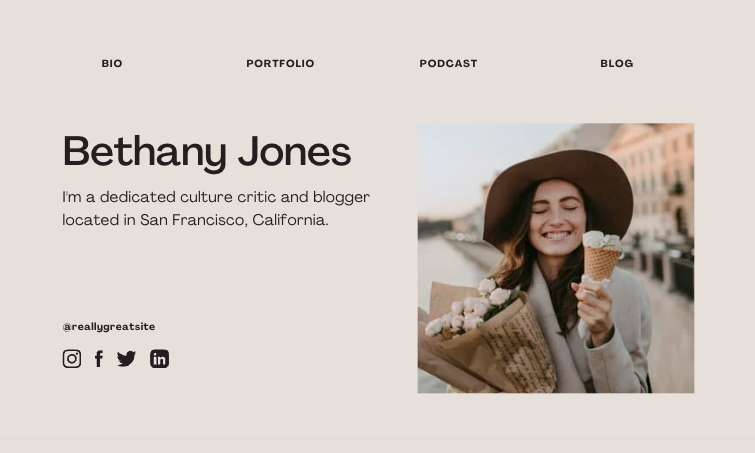 BIO
PORTFOLIO
PODCAST
BLOG
Bethany Jones
I'm a dedicated culture critic and blogger
located in San Francisco, California.
@reallygreatsite